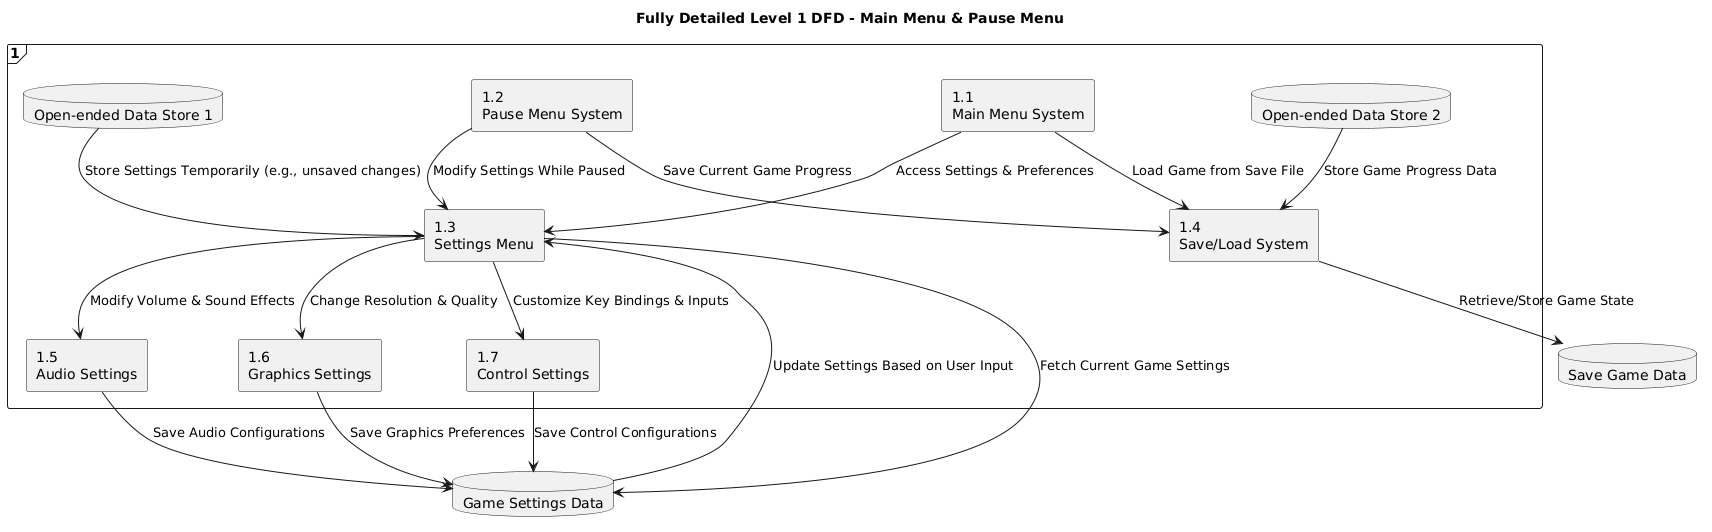 Fully Detailed Level 1 DFD - Main Menu & Pause Menu
1
Open-ended Data Store 1
1.2
Pause Menu System
1.1
Main Menu System
Open-ended Data Store 2
Store Settings Temporarily (e.g., unsaved changes)
Modify Settings While Paused
Save Current Game Progress
Access Settings & Preferences
Load Game from Save File
Store Game Progress Data
1.3
Settings Menu
1.4
Save/Load System
Modify Volume & Sound Effects
Change Resolution & Quality
Customize Key Bindings & Inputs
Retrieve/Store Game State
1.5
Audio Settings
1.6
Graphics Settings
1.7
Control Settings
Update Settings Based on User Input
Fetch Current Game Settings
Save Game Data
Save Audio Configurations
Save Graphics Preferences
Save Control Configurations
Game Settings Data